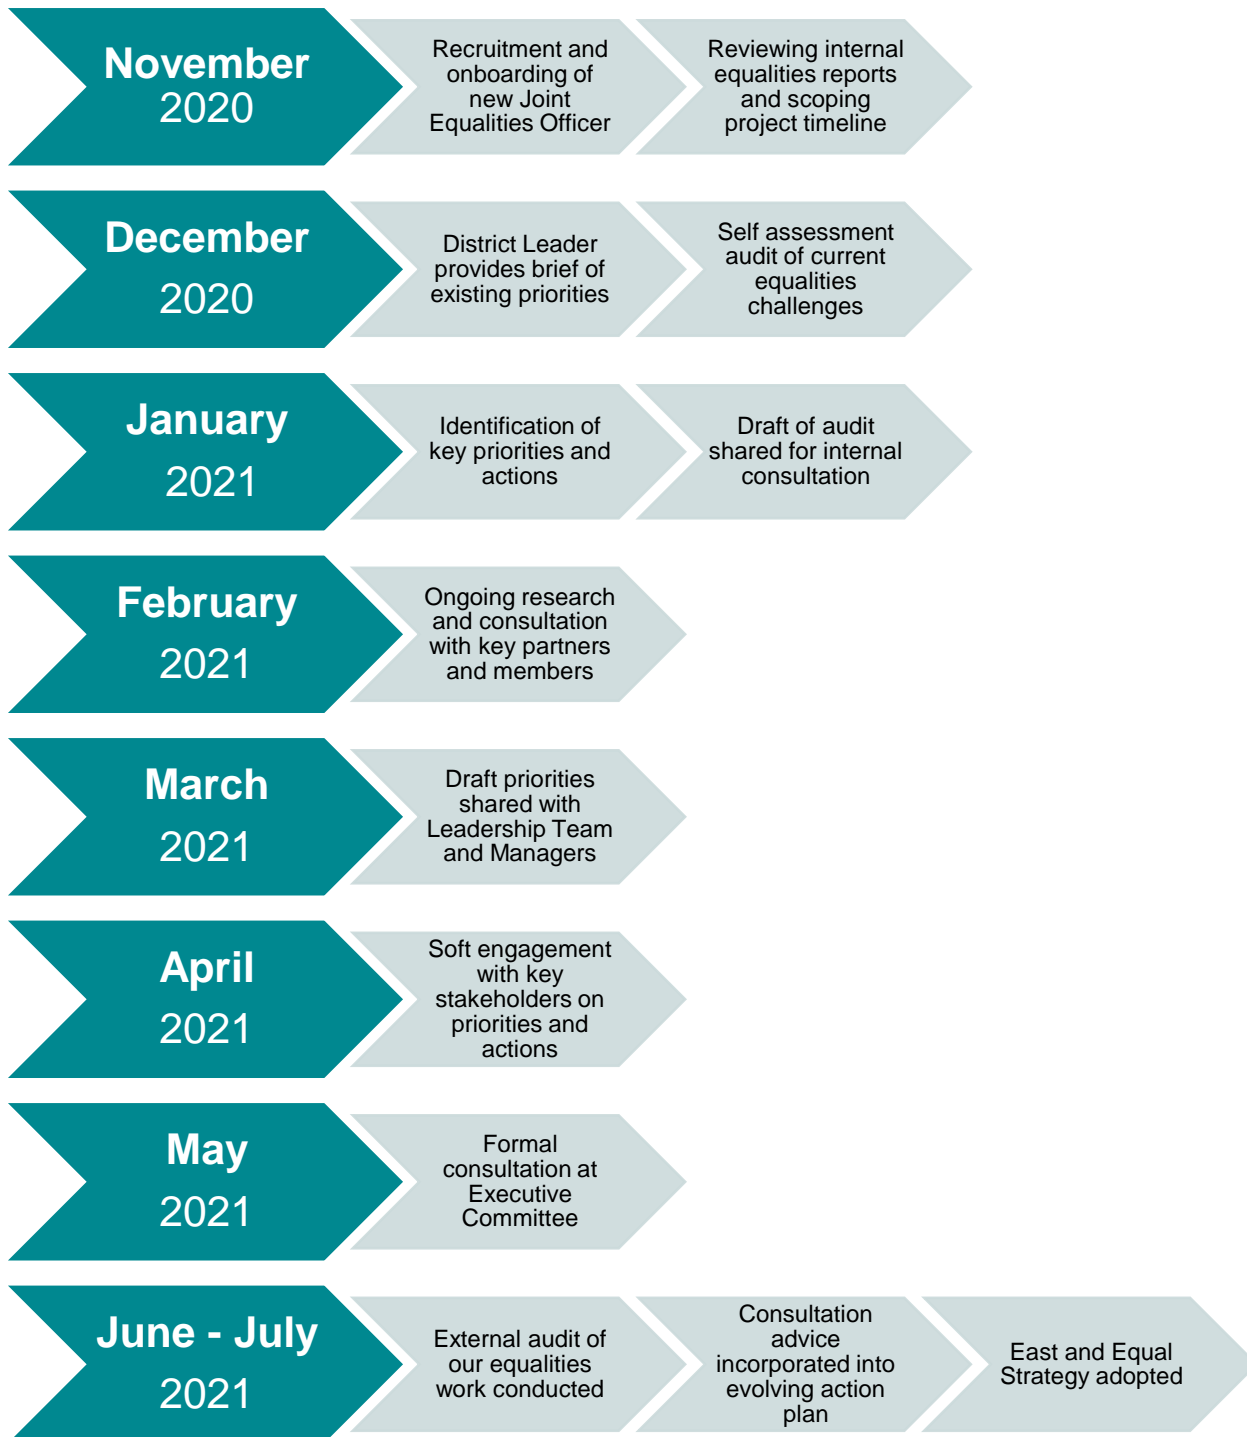 November
2020
Recruitment and
onboarding of
new Joint
Equalities Officer
Reviewing internal
equalities reports
and scoping
project timeline
December
2020
District Leader
provides brief of
existing priorities
Self assessment
audit of current
equalities
challenges
January
2021
Identification of
key priorities and
actions
Draft of audit
shared for internal
consultation
February
2021
Ongoing research
and consultation
with key partners
and members
March
2021
Draft priorities
shared with
Leadership Team
and Managers
April
2021
Soft engagement
with key
stakeholders on
priorities and
actions
May
2021
Formal
consultation at
Executive
Committee
June - July
2021
External audit of
our equalities
work conducted
Consultation
advice
incorporated into
evolving action
plan
East and Equal
Strategy adopted